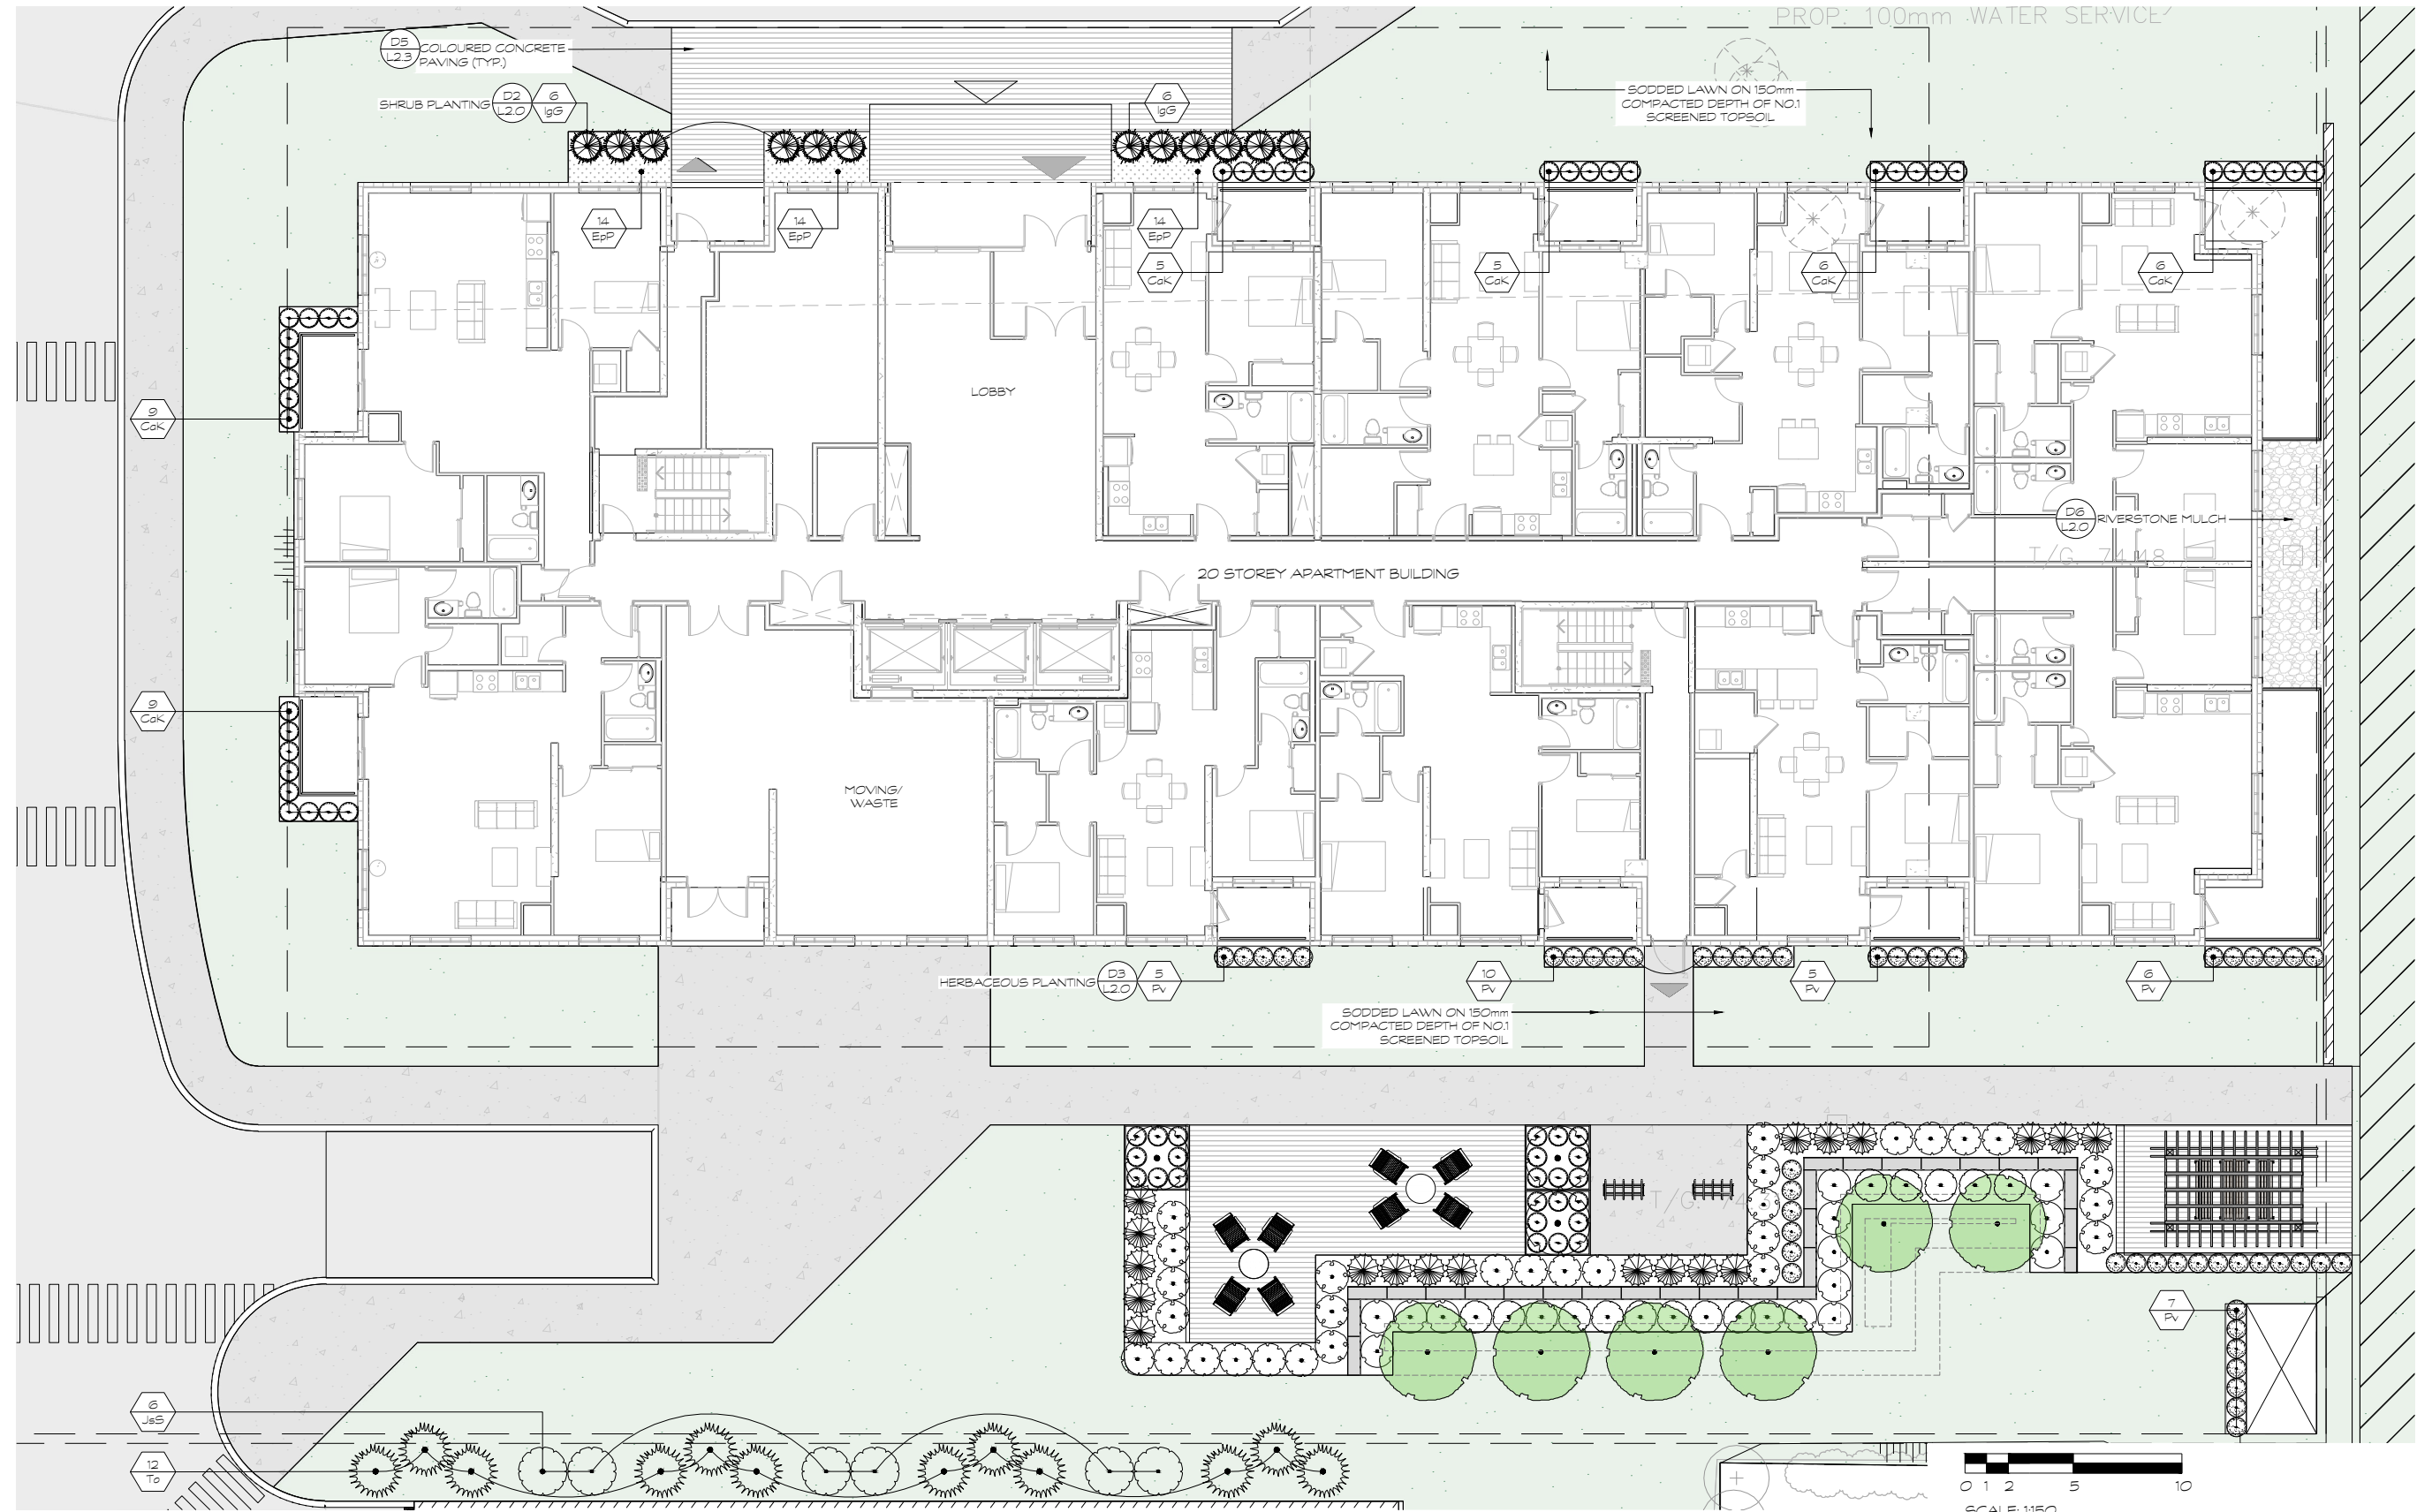 PROP. 100mm WATER SERVICE
D5
L2.3
COLOURED CONCRETE
PAVING (TYP.)
SHRUB PLANTING
D2
L2.0
6
IgG
6
IgG
SODDED LAWN ON 150mm
COMPACTED DEPTH OF NO.1
SCREENED TOPSOIL
14
EpP
14
EpP
14
EpP
5
CaK
5
CaK
6
CaK
6
CaK
9
CaK
LOBBY
D6
L2.0
RIVERSTONE MULCH
20 STOREY APARTMENT BUILDING
9
CaK
MOVING/
WASTE
HERBACEOUS PLANTING
D3
L2.0
5
Pv
10
Pv
5
Pv
6
Pv
SODDED LAWN ON 150mm
COMPACTED DEPTH OF NO.1
SCREENED TOPSOIL
7
Pv
6
JsS
12
To
0 1 2 5 10
SCALE: 1:150